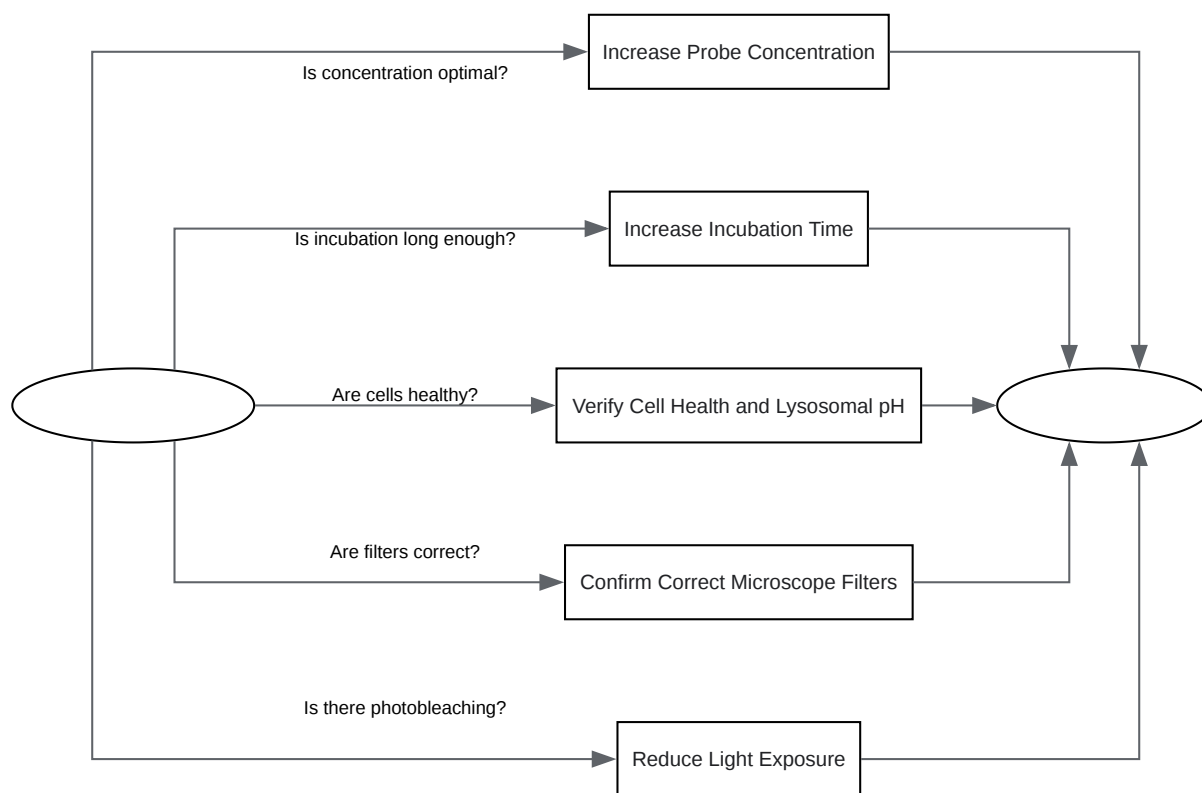 Increase Probe Concentration
Is concentration optimal?
Increase Incubation Time
Is incubation long enough?
Are cells healthy?
Verify Cell Health and Lysosomal pH
Are filters correct?
Confirm Correct Microscope Filters
Is there photobleaching?
Reduce Light Exposure